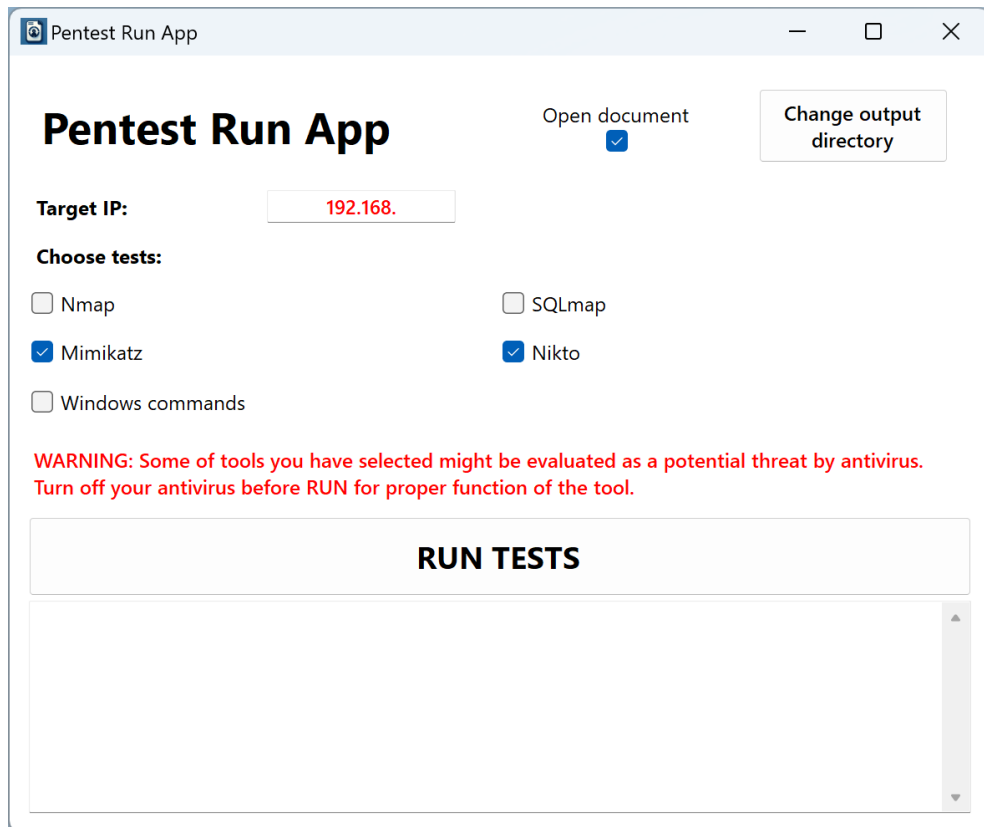 Pentest Run App
Pentest Run App
Open document
Change output
directory
Target IP:
192.168.
Choose tests:
Nmap
SQLmap
Mimikatz
Nikto
Windows commands
WARNING: Some of tools you have selected might be evaluated as a potential threat by antivirus.
Turn off your antivirus before RUN for proper function of the tool.
RUN TESTS